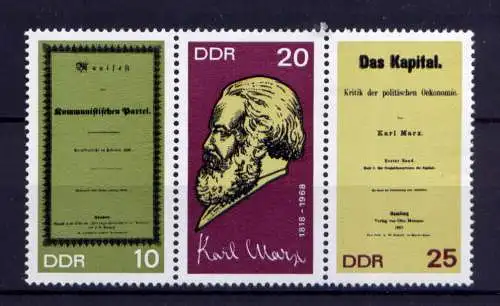 Manifest
der
Kommunistischen Partei.
DDR 10
DDR 20
1818-1968
Karl Marx
Das Kapital.
Kritik der politischen Oekonomie.
Von
Karl Marx.
Erster Band.
Hamburg
Verlag von Otto Meissner.
1867.
DDR 25